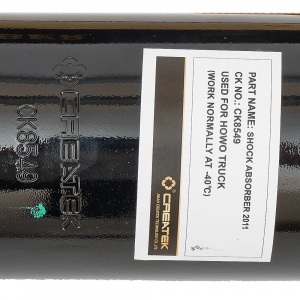 PART NAME: SHOCK ABSORBER 2011
CK NO.: CK8549
USED FOR HOWO TRUCK
(WORK NORMALLY AT -40℃)
CREATEK
CREATEK
CK8549